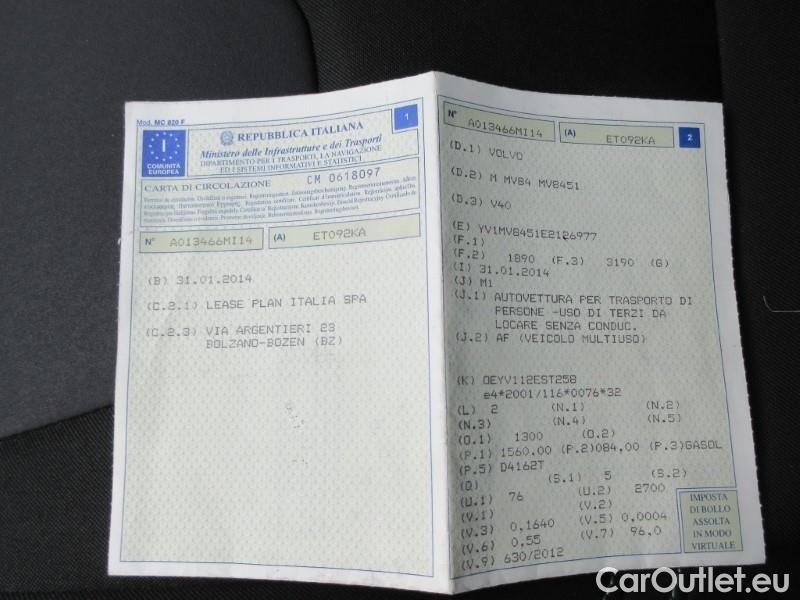 Mod. MC 820 F
1
I
COMUNITÀ
EUROPEA
REPUBBLICA ITALIANA
Ministero delle Infrastrutture e dei Trasporti
DIPARTIMENTO PER I TRASPORTI, LA NAVIGAZIONE
ED I SISTEMI INFORMATIVI E STATISTICI
CARTA DI CIRCOLAZIONE CM 0618097
N° A013466MI14 (A) ET092KA
(B) 31.01.2014
(C.2.1) LEASE PLAN ITALIA SPA
(C.2.3) VIA ARGENTIERI 23
BOLZANO-BOZEN (BZ)
N° A013466MI14 (A) ET092KA 2
(D.1) VOLVO
(D.2) M MV84 MV8451
(D.3) V40
(E) YV1MV8451E2126977
(F.1)
(F.2) 1890 (F.3) 3190 (G)
(I) 31.01.2014
(J) M1
(J.1) AUTOVETTURA PER TRASPORTO DI
PERSONE -USO DI TERZI DA
LOCARE SENZA CONDUC.
(J.2) AF (VEICOLO MULTIUSO)
(K) OEYV112EST258
e4*2001/116*0076*32
(L) 2 (N.1) (N.2)
(N.3) (N.4) (N.5)
(O.1) 1300 (O.2)
(P.1) 1560.00 (P.2)084,00 (P.3)GASOL
(P.5) D4162T
(Q) (S.1) 5 (S.2)
(U.1) 76 (U.2) 2700
(V.1) (V.2)
(V.3) 0,1640 (V.5) 0,0004
(V.6) 0,55 (V.7) 96,0
(V.9) 630/2012
IMPOSTA
DI BOLLO
ASSOLTA
IN MODO
VIRTUALE
CarOutlet.eu